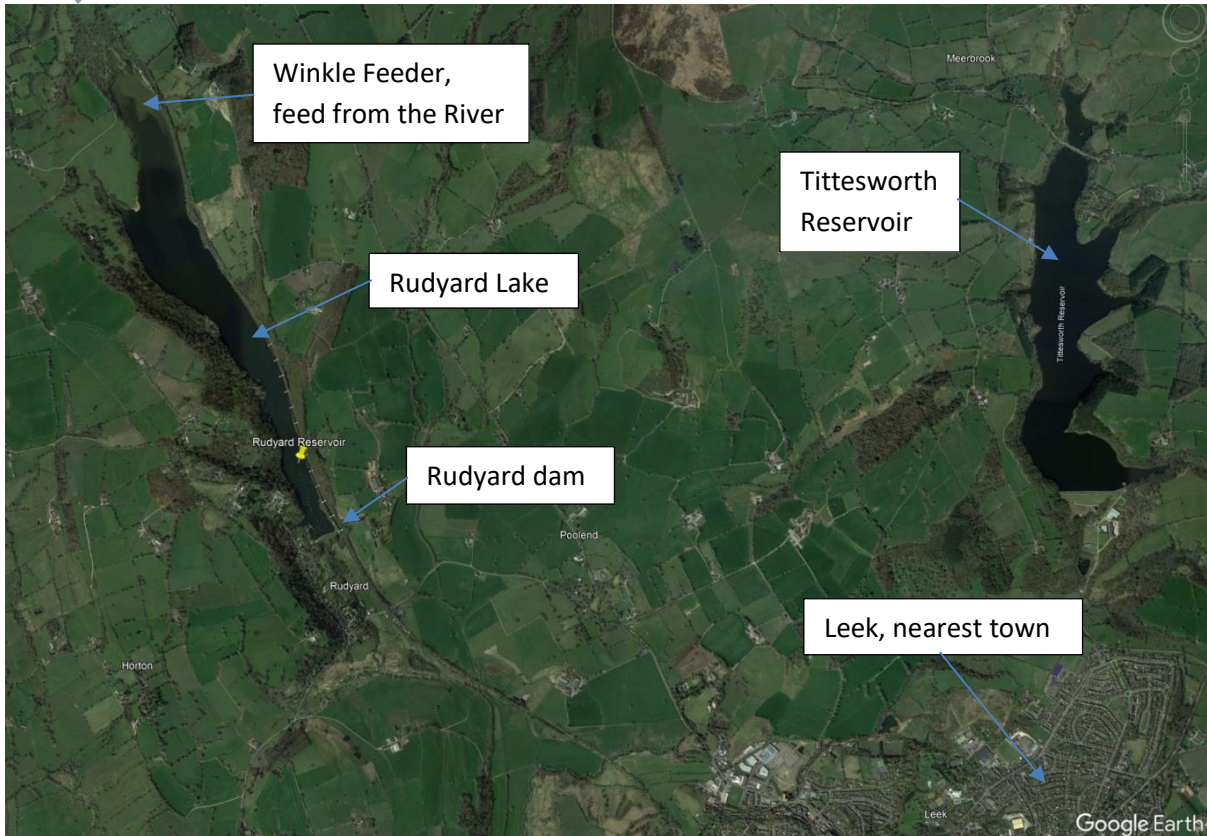 Winkle Feeder,
feed from the River
Meerbrook
Tittesworth
Reservoir
Rudyard Lake
Tittesworth Reservoir
Rudyard Reservoir
Rudyard dam
Poolend
Rudyard
Leek, nearest town
Horton
Leek
Google Earth